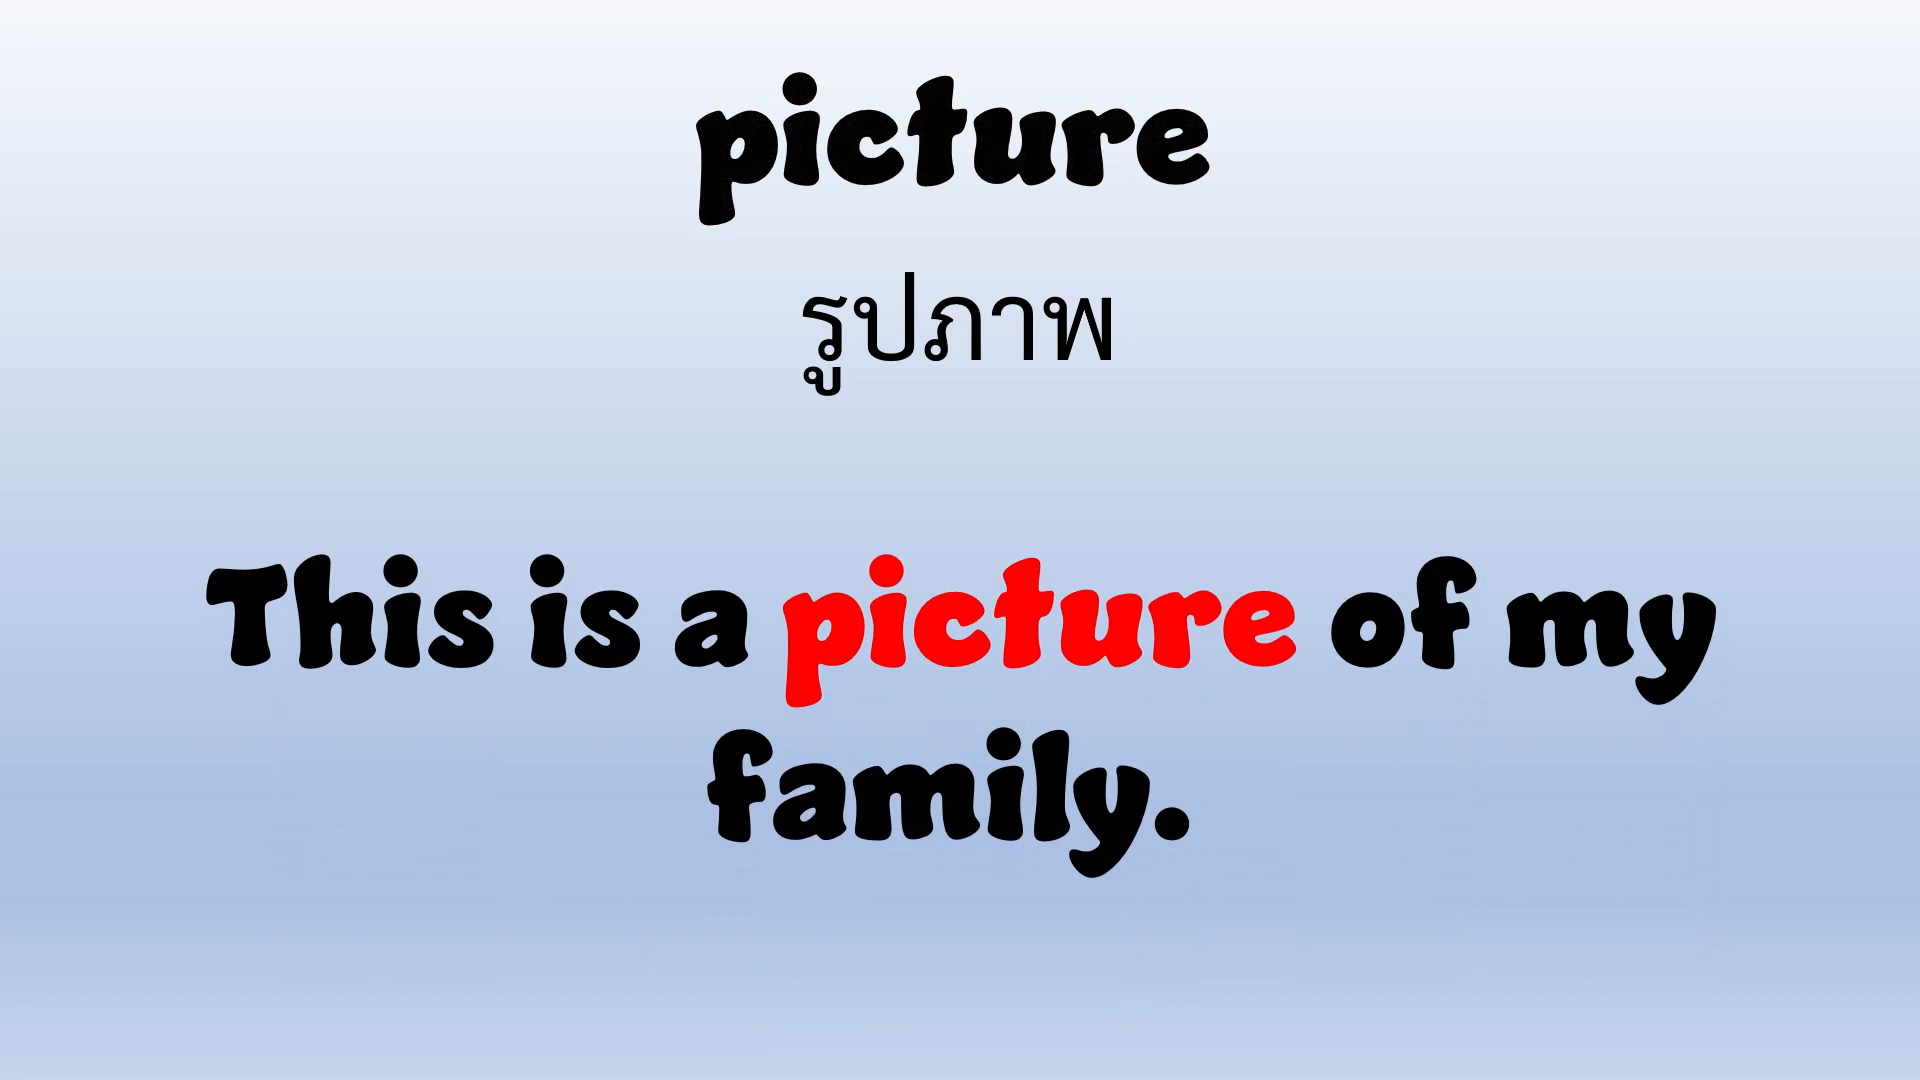 picture
รูปภาพ
This is a picture of my
family.